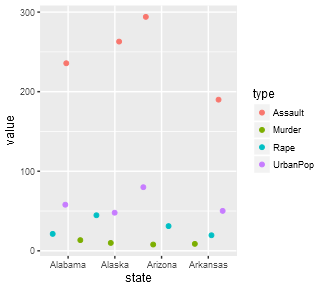 300
200
100
0
value
Alabama Alaska Arizona Arkansas
state
type
Assault
Murder
Rape
UrbanPop